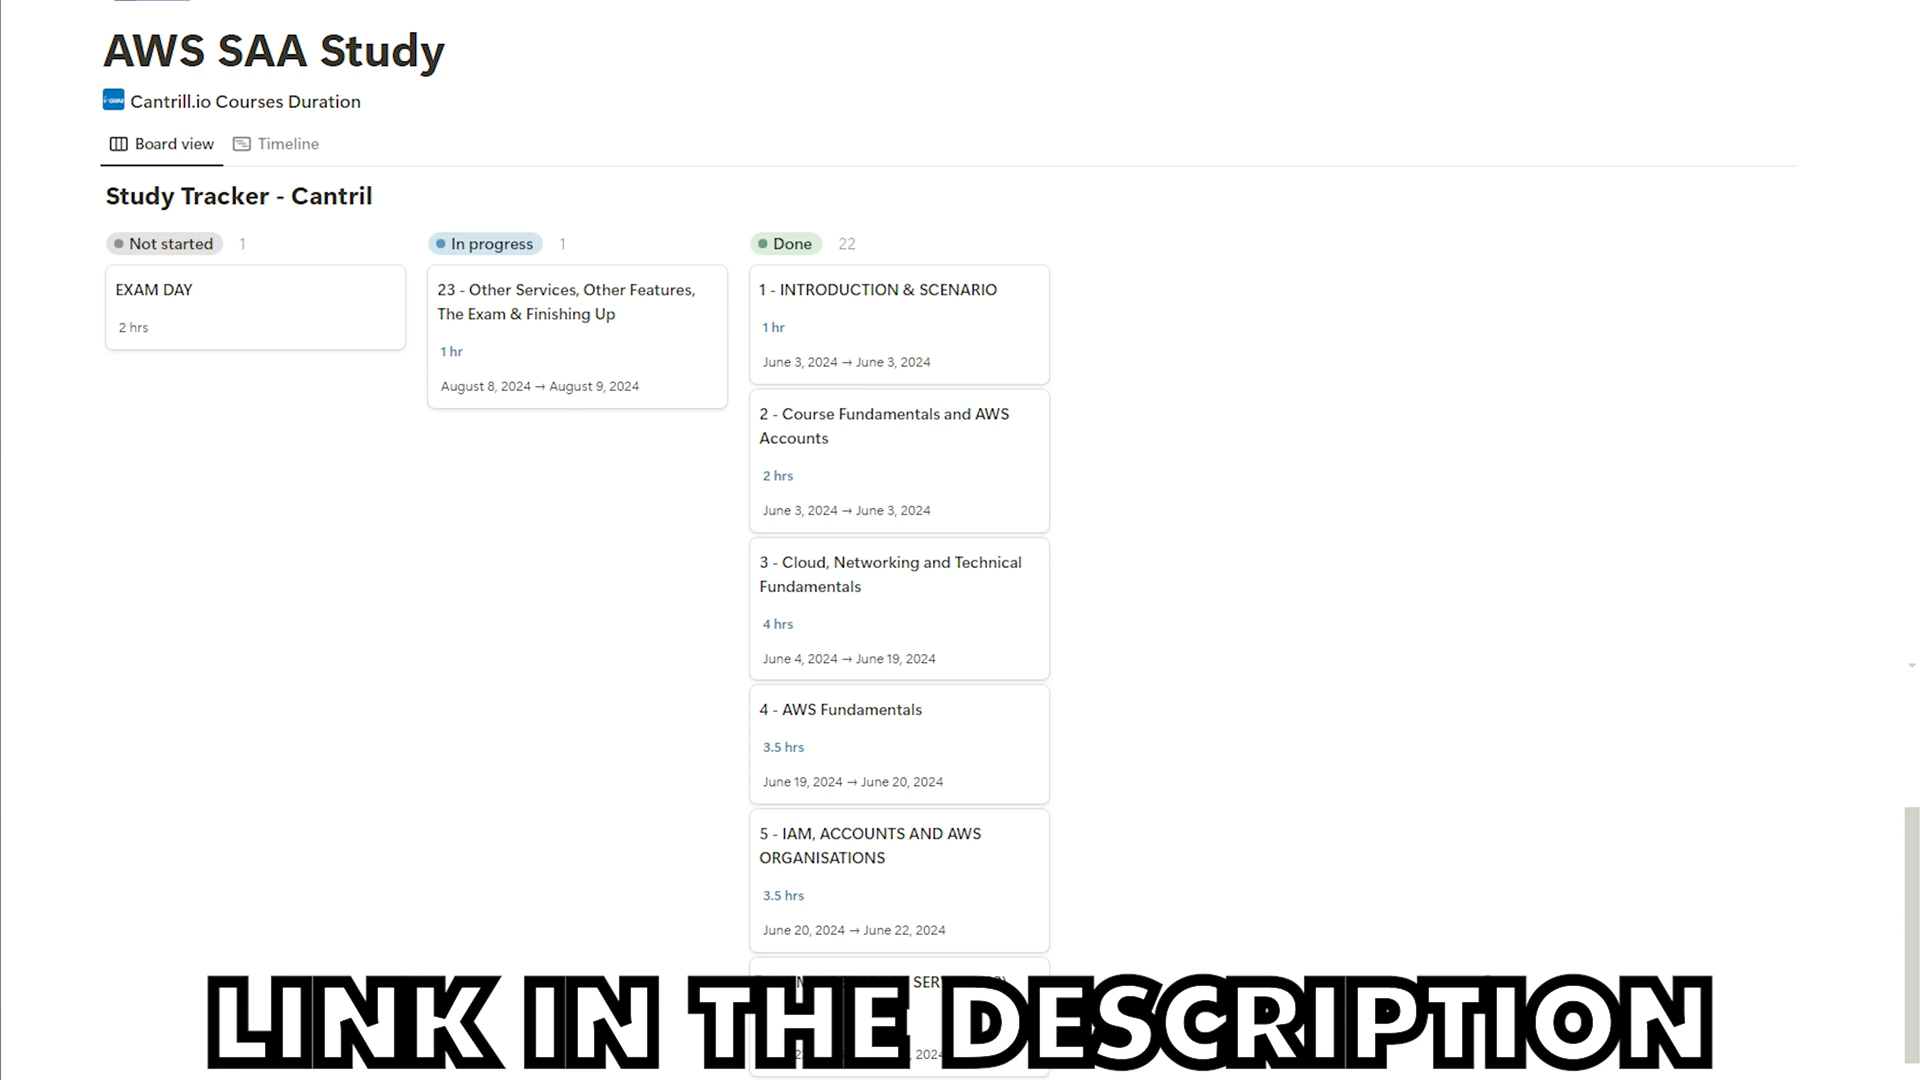 AWS SAA Study
Cantrill.io Courses Duration
Board view Timeline
Study Tracker - Cantril
Not started 1
EXAM DAY
2 hrs
In progress 1
23 - Other Services, Other Features,
The Exam & Finishing Up
1 hr
August 8, 2024 → August 9, 2024
Done 22
1 - INTRODUCTION & SCENARIO
1 hr
June 3, 2024 → June 3, 2024
2 - Course Fundamentals and AWS
Accounts
2 hrs
June 3, 2024 → June 3, 2024
3 - Cloud, Networking and Technical
Fundamentals
4 hrs
June 4, 2024 → June 19, 2024
4 - AWS Fundamentals
3.5 hrs
June 19, 2024 → June 20, 2024
5 - IAM, ACCOUNTS AND AWS
ORGANISATIONS
3.5 hrs
June 20, 2024 → June 22, 2024
LINK IN THE DESCRIPTION